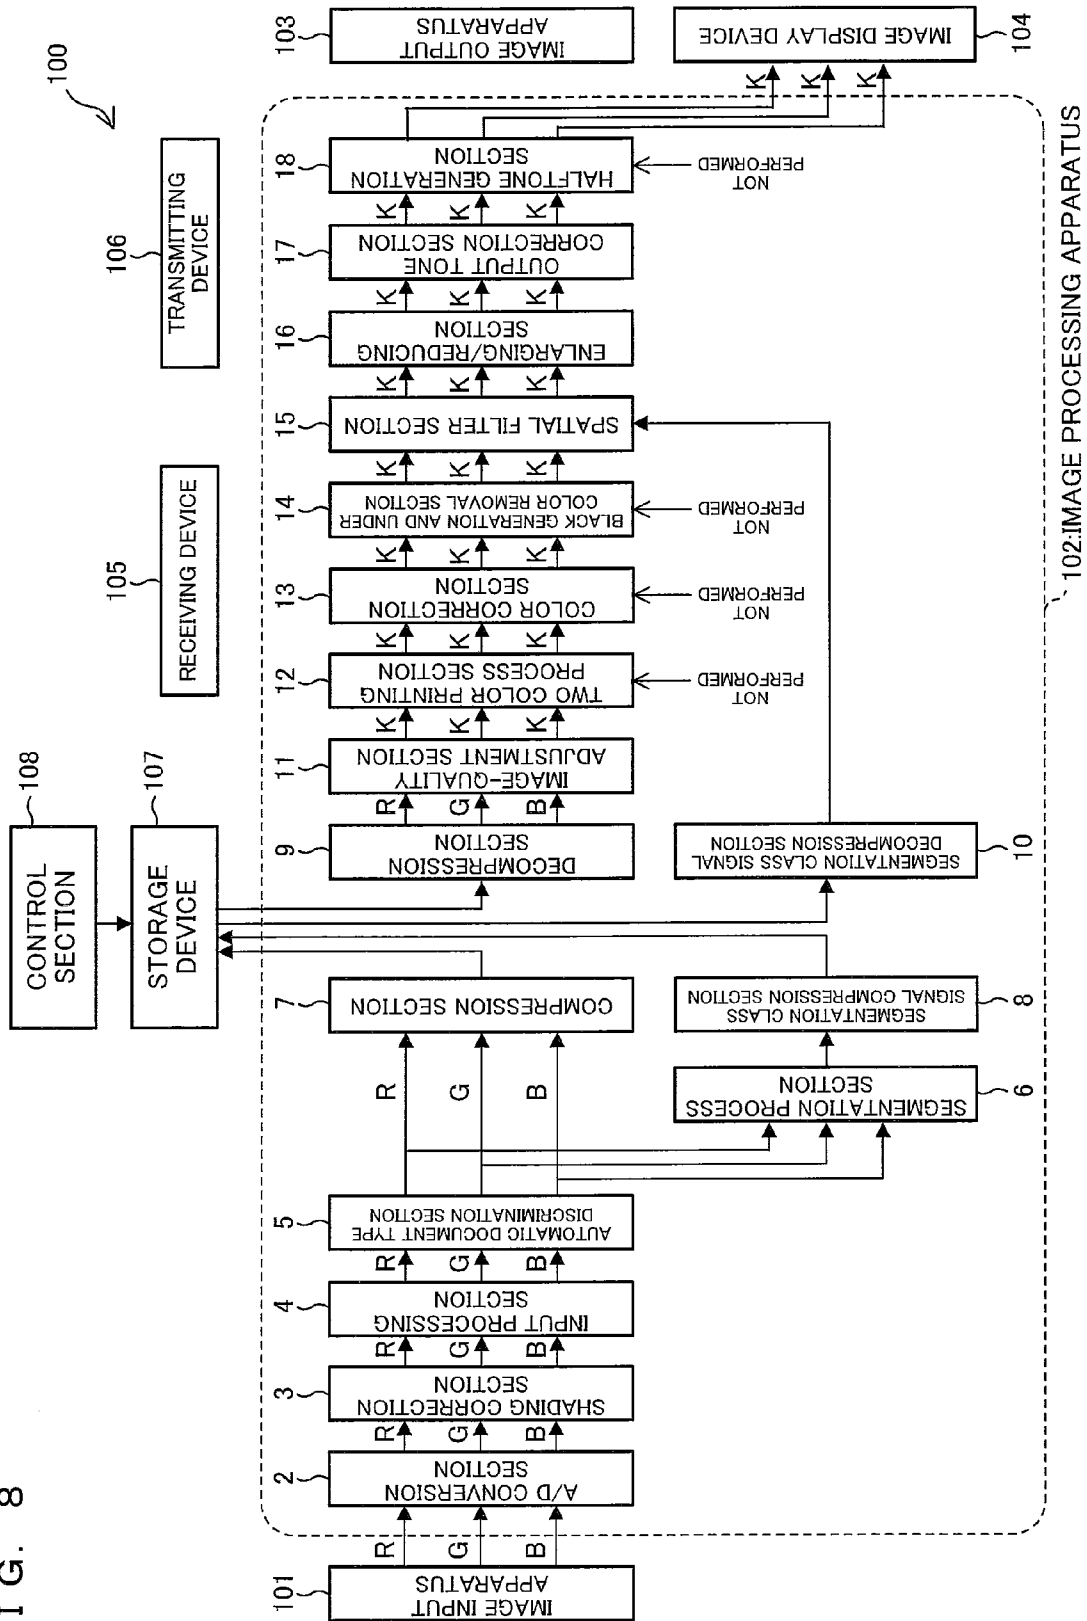 FIG. 8
100
101
IMAGE INPUT
APPARATUS
R
G
B
2
A/D CONVERSION
SECTION
R
G
B
3
SHADING CORRECTION
SECTION
R
G
B
4
INPUT PROCESSING
SECTION
R
G
B
5
AUTOMATIC DOCUMENT TYPE
DISCRIMINATION SECTION
R
G
B
SEGMENTATION PROCESS
SECTION
6
7
COMPRESSION SECTION
SEGMENTATION CLASS
SIGNAL COMPRESSION SECTION
8
CONTROL
SECTION
108
STORAGE
DEVICE
107
9
DECOMPRESSION
SECTION
SEGMENTATION CLASS SIGNAL
DECOMPRESSION SECTION
10
R
G
B
11
IMAGE-QUALITY
ADJUSTMENT SECTION
K
K
K
12
TWO COLOR PRINTING
PROCESS SECTION
NOT
PERFORMED
K
K
K
13
COLOR CORRECTION
SECTION
NOT
PERFORMED
K
K
K
14
BLACK GENERATION AND UNDER
COLOR REMOVAL SECTION
NOT
PERFORMED
K
K
K
15
SPATIAL FILTER SECTION
K
K
K
16
ENLARGING/REDUCING
SECTION
K
K
K
17
OUTPUT TONE
CORRECTION SECTION
K
K
K
18
HALFTONE GENERATION
SECTION
NOT
PERFORMED
K
K
K
105
RECEIVING DEVICE
106
TRANSMITTING
DEVICE
103
IMAGE OUTPUT
APPARATUS
IMAGE DISPLAY DEVICE
104
102:IMAGE PROCESSING APPARATUS